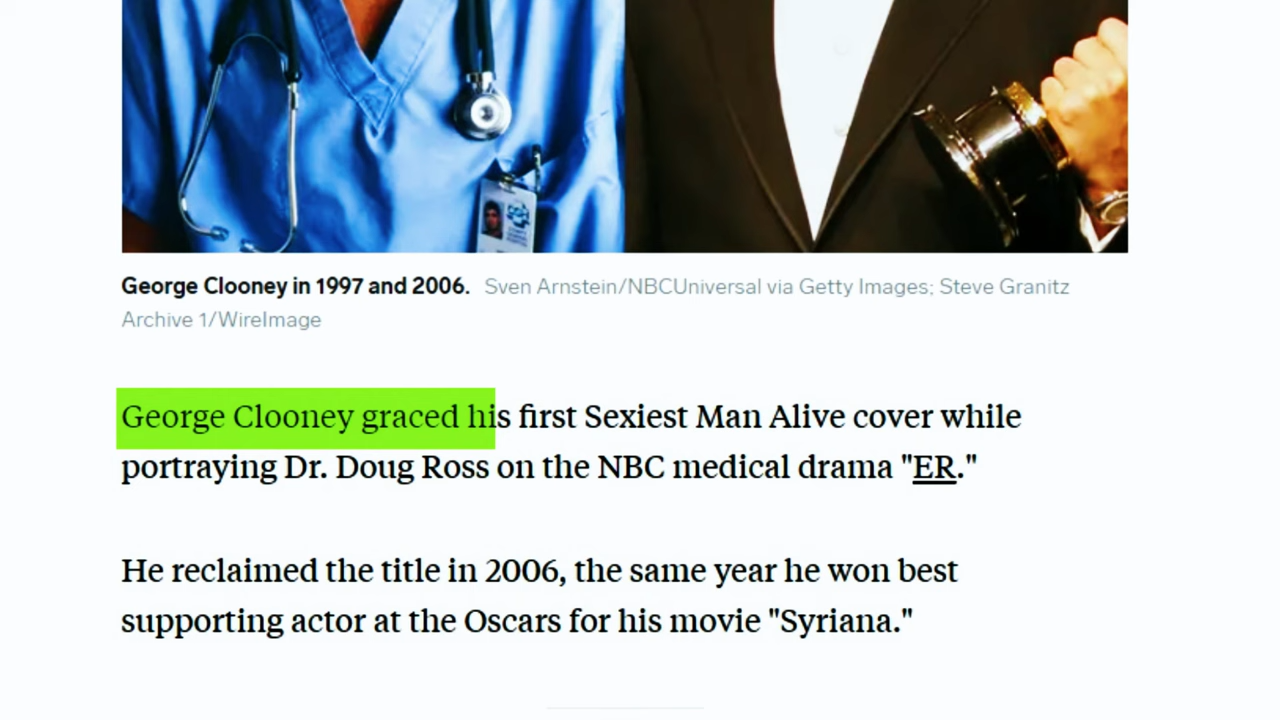 George Clooney in 1997 and 2006. Sven Arnstein/NBCUniversal via Getty Images; Steve Granitz
Archive 1/WireImage
George Clooney graced his first Sexiest Man Alive cover while
portraying Dr. Doug Ross on the NBC medical drama "ER."
He reclaimed the title in 2006, the same year he won best
supporting actor at the Oscars for his movie "Syriana."